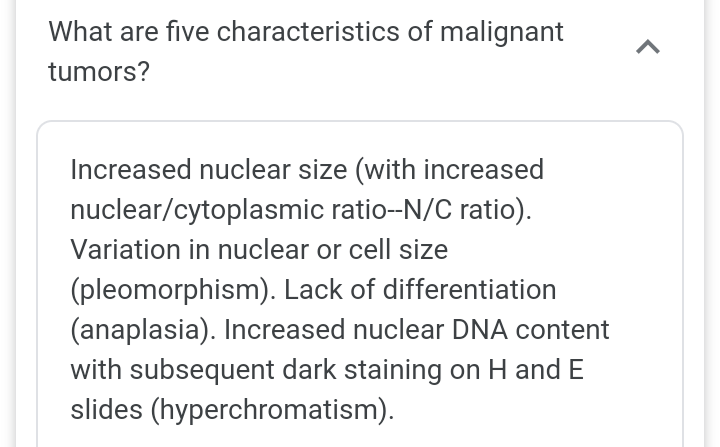 What are five characteristics of malignant
tumors?
Increased nuclear size (with increased
nuclear/cytoplasmic ratio--N/C ratio).
Variation in nuclear or cell size
(pleomorphism). Lack of differentiation
(anaplasia). Increased nuclear DNA content
with subsequent dark staining on H and E
slides (hyperchromatism).